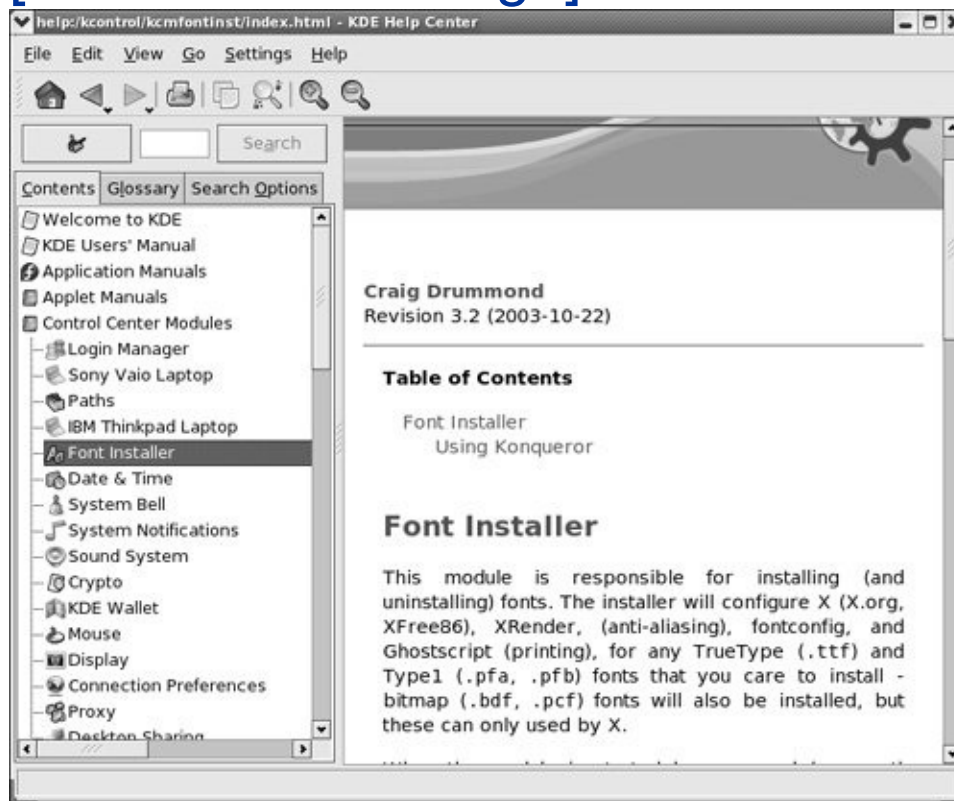 help:/kcontrol/kcmfontinst/index.html - KDE Help Center
File Edit View Go Settings Help
Search
Contents Glossary Search Options
Welcome to KDE
KDE Users' Manual
Application Manuals
Applet Manuals
Control Center Modules
Login Manager
Sony Vaio Laptop
Paths
IBM Thinkpad Laptop
Font Installer
Date & Time
System Bell
System Notifications
Sound System
Crypto
KDE Wallet
Mouse
Display
Connection Preferences
Proxy
Desktop Sharing
Craig Drummond
Revision 3.2 (2003-10-22)
Table of Contents
Font Installer
Using Konqueror
Font Installer
This module is responsible for installing (and
uninstalling) fonts. The installer will configure X (X.org,
XFree86), XRender, (anti-aliasing), fontconfig, and
Ghostscript (printing), for any TrueType (.ttf) and
Type1 (.pfa, .pfb) fonts that you care to install -
bitmap (.bdf, .pcf) fonts will also be installed, but
these can only used by X.